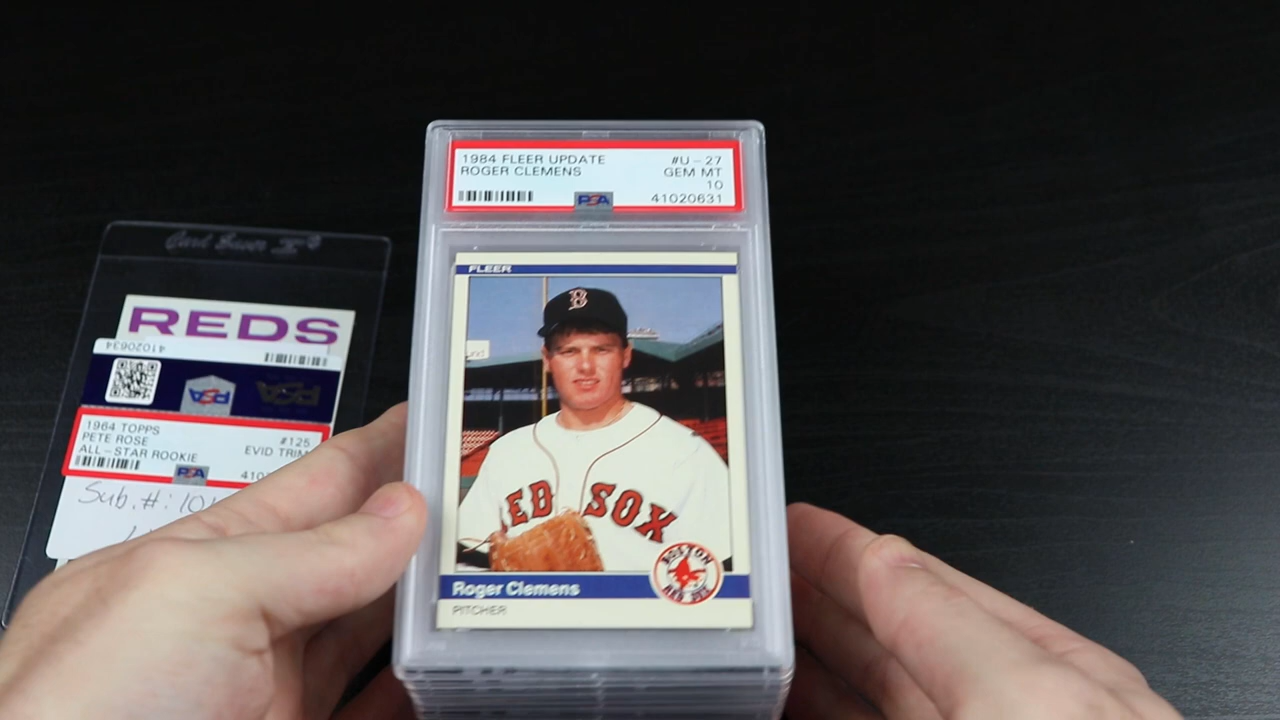 1984 FLEER UPDATE #U-27
ROGER CLEMENS GEM MT
10
PSA 41020631
FLEER
B
RED SOX
BOSTON
RED SOX
Roger Clemens
PITCHER
Card Saver
REDS
41020634
PSA PSA
1964 TOPPS #125
PETE ROSE EVID TRIM
ALL-STAR ROOKIE
PSA
Sub.#: